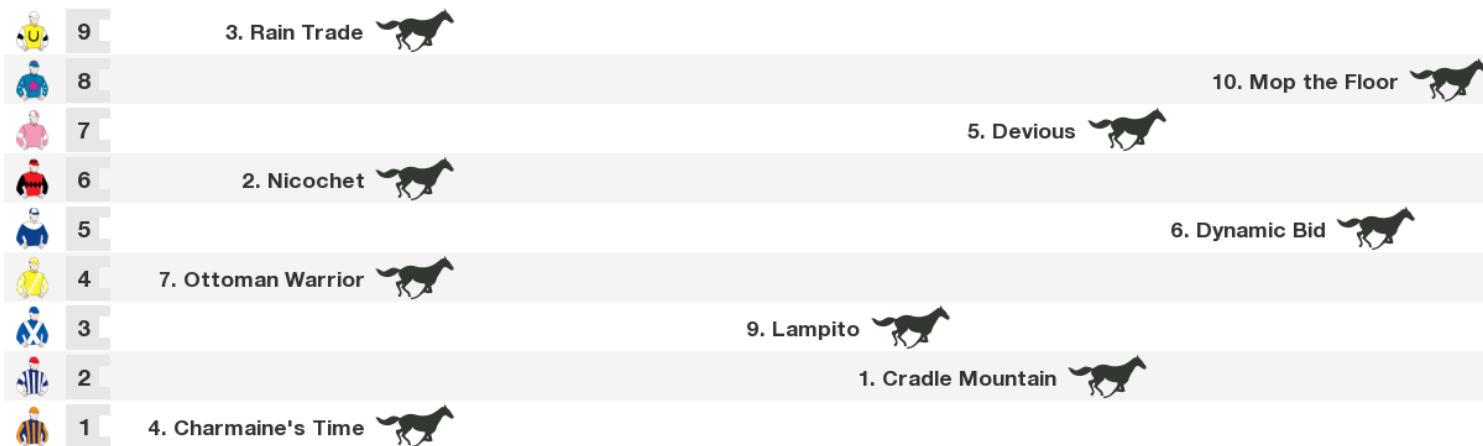 9 3. Rain Trade
8 10. Mop the Floor
7 5. Devious
6 2. Nicochet
5 6. Dynamic Bid
4 7. Ottoman Warrior
3 9. Lampito
2 1. Cradle Mountain
1 4. Charmaine's Time